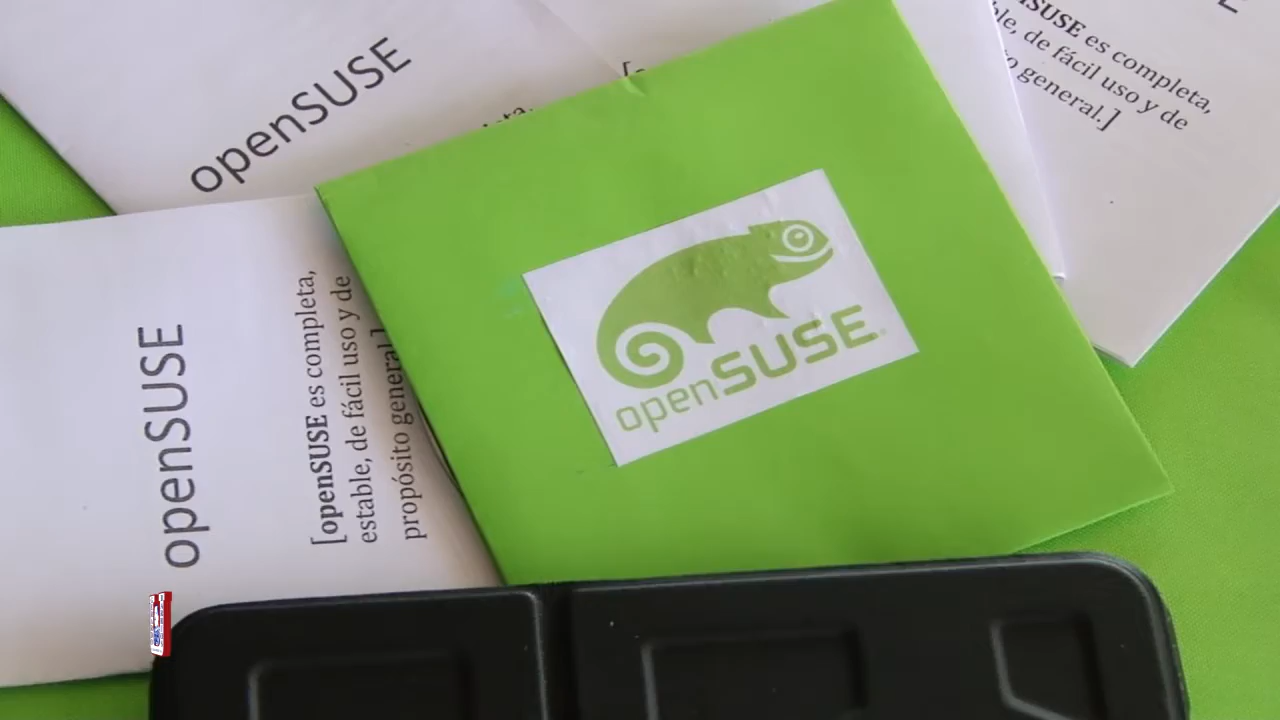 openSUSE
SUSE es completa,
ble, de fácil uso y de
general.]
openSUSE
[openSUSE es completa,
estable, de fácil uso y de
propósito general.]
openSUSE